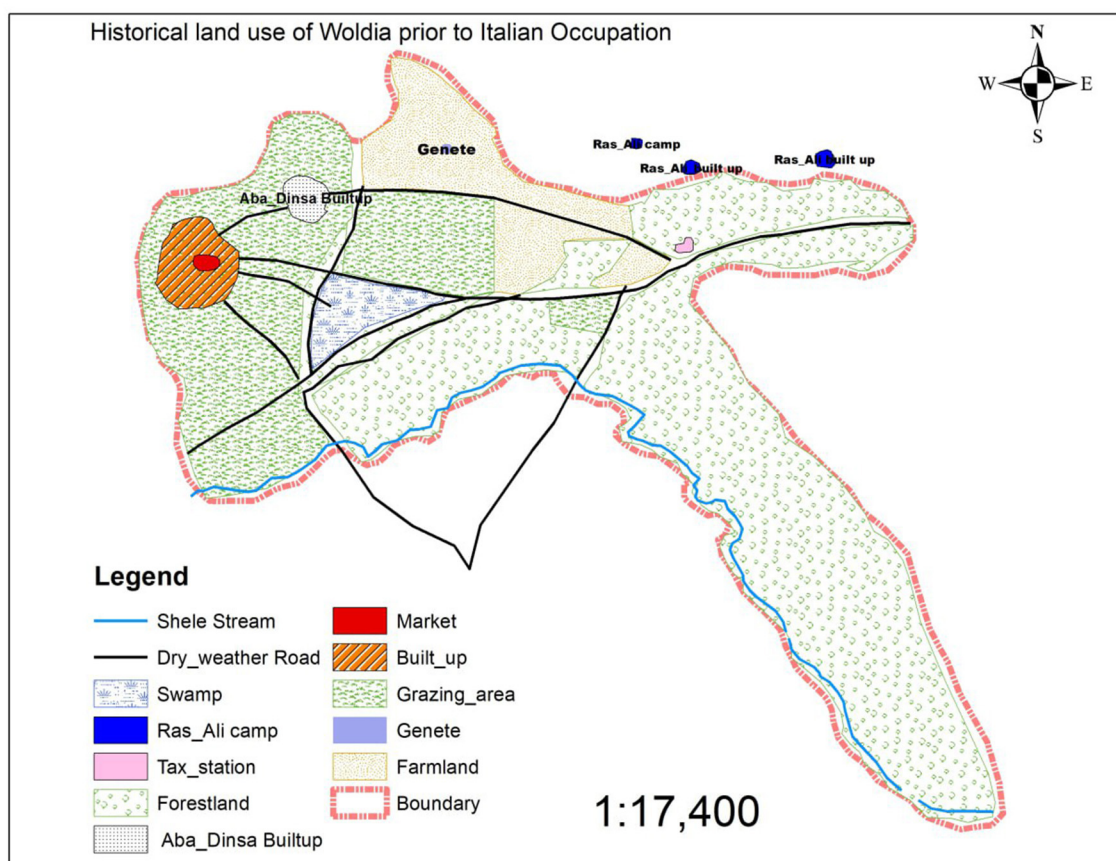 Historical land use of Woldia prior to Italian Occupation
N
W E
S
Genete
Ras_Ali camp
Ras_Ali built up
Ras_Ali built up
Aba_Dinsa Builtup
Legend
Shele Stream
Dry_weather Road
Swamp
Ras_Ali camp
Tax_station
Forestland
Aba_Dinsa Builtup
Market
Built_up
Grazing_area
Genete
Farmland
Boundary
1:17,400